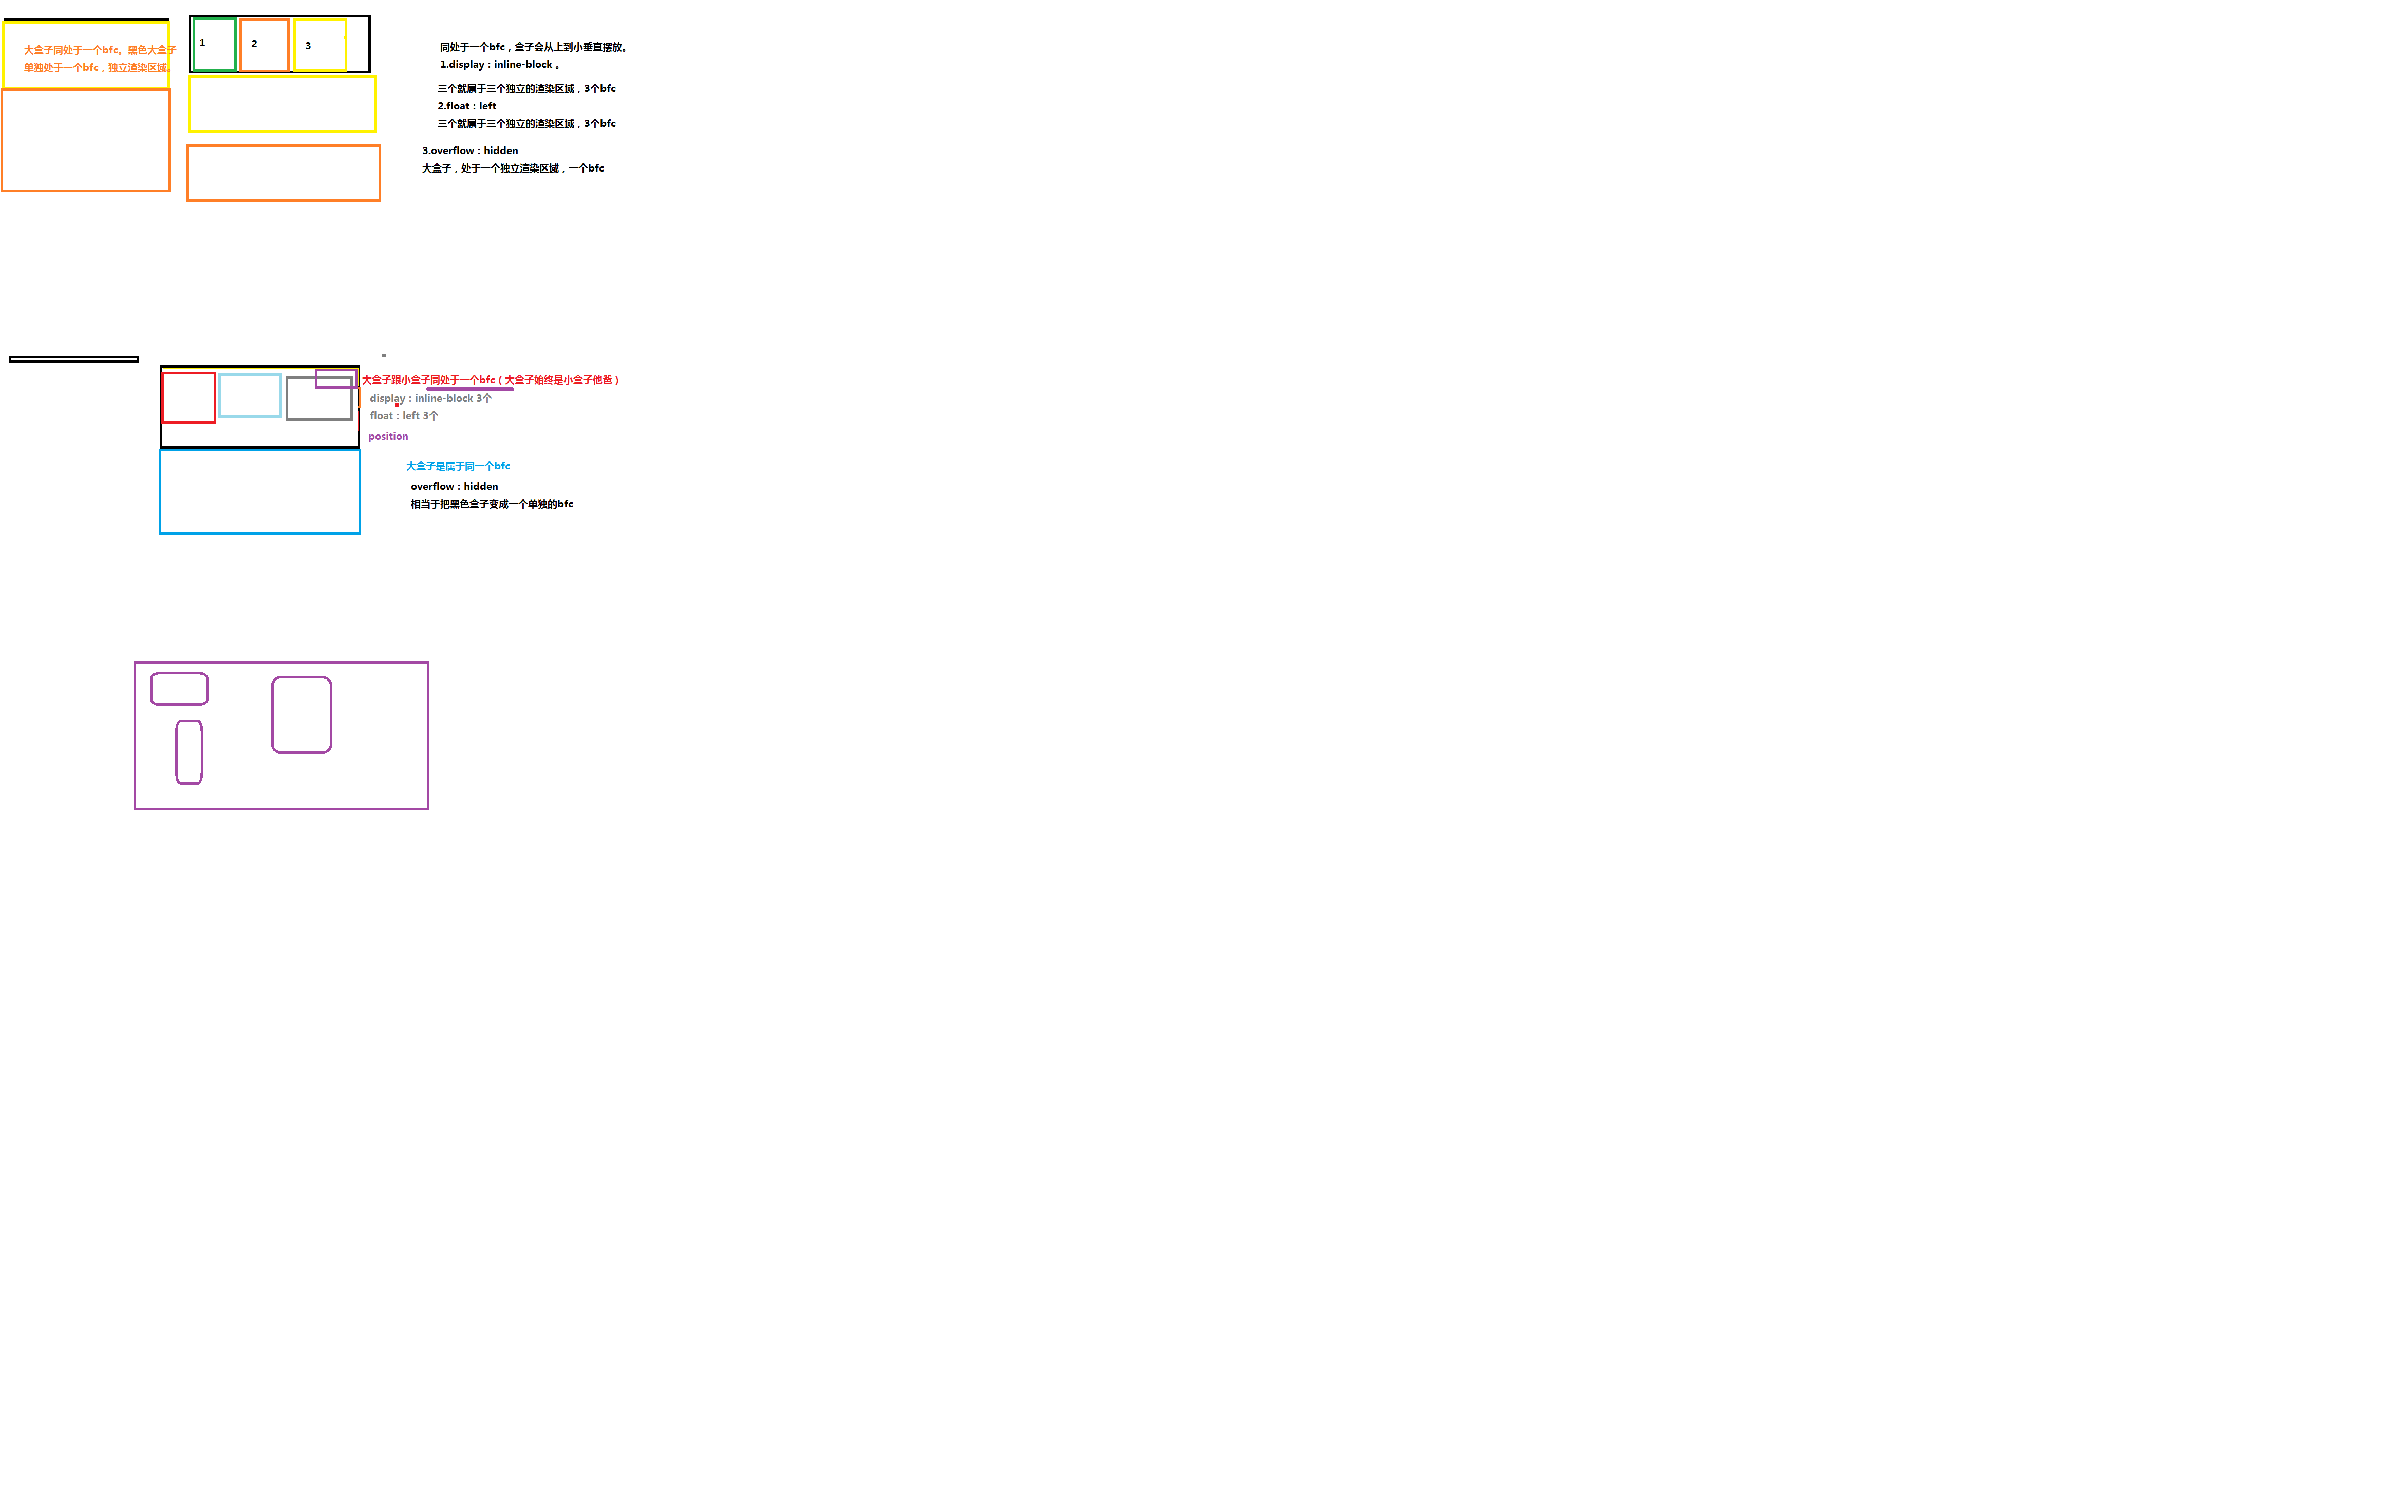 大盒子同处于一个bfc。黑色大盒子
单独处于一个bfc，独立渲染区域。
1
2
3
同处于一个bfc，盒子会从上到小垂直摆放。
1.display：inline-block 。
三个就属于三个独立的渲染区域，3个bfc
2.float：left
三个就属于三个独立的渲染区域，3个bfc
3.overflow：hidden
大盒子，处于一个独立渲染区域，一个bfc
大盒子跟小盒子同处于一个bfc（大盒子始终是小盒子他爸）
display：inline-block 3个
float：left 3个
position
大盒子是属于同一个bfc
overflow：hidden
相当于把黑色盒子变成一个单独的bfc